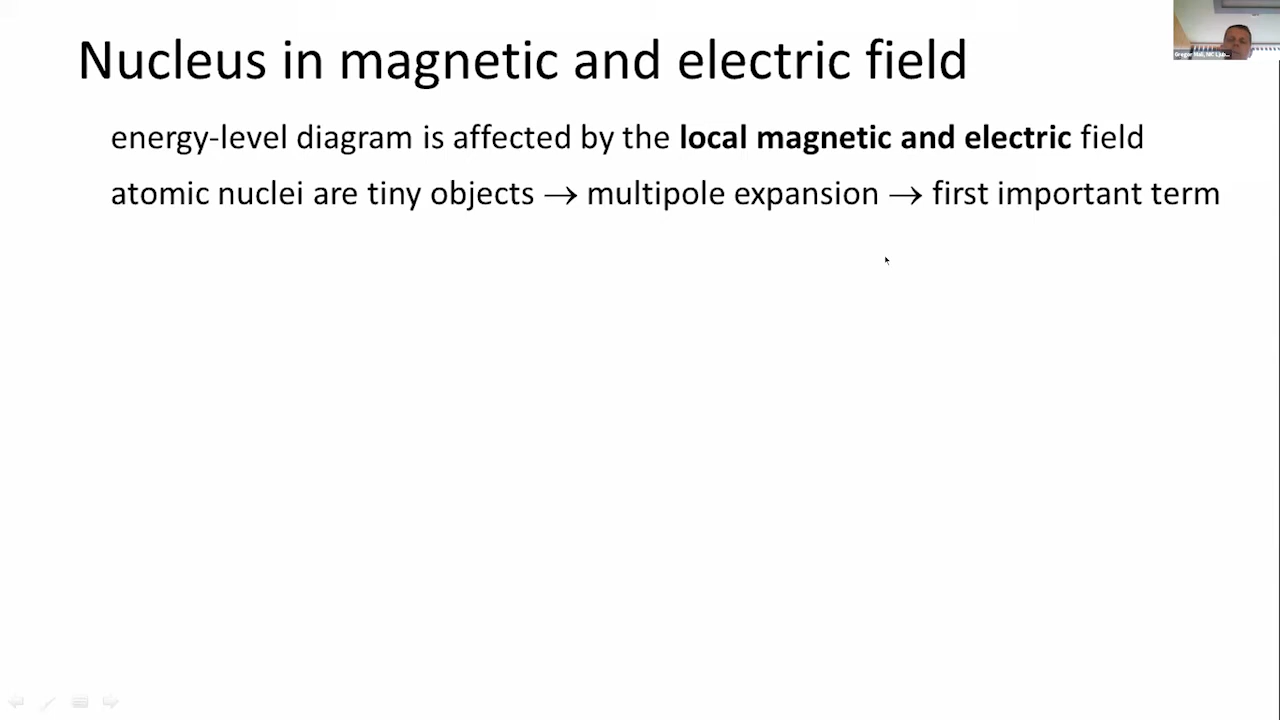 Nucleus in magnetic and electric field
energy-level diagram is affected by the local magnetic and electric field
atomic nuclei are tiny objects → multipole expansion → first important term